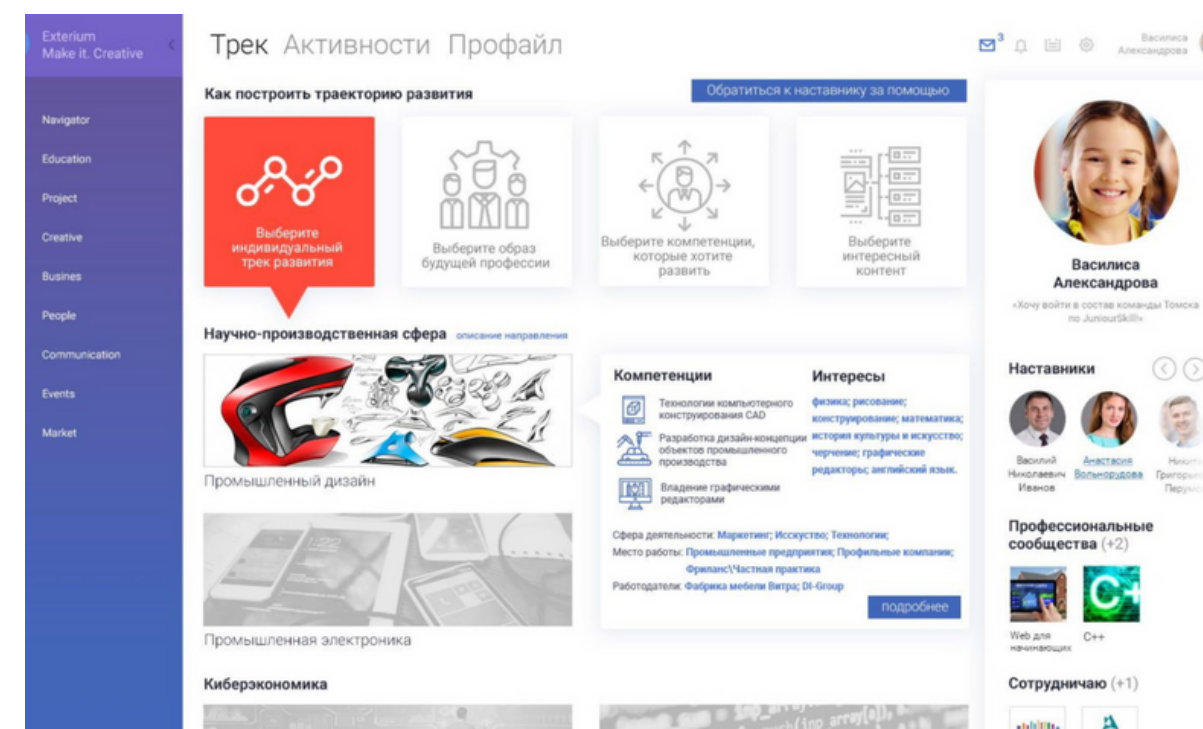 Exterium
Make it. Creative
Navigator
Education
Project
Creative
Busines
People
Communication
Events
Market
Трек Активности Профайл
3
Василиса
Александрова
Как построить траекторию развития
Обратиться к наставнику за помощью
Выберите
индивидуальный
трек развития
Выберите образ
будущей профессии
Выберите компетенции,
которые хотите
развить
Выберите
интересный
контент
Научно-производственная сфера описание направления
Промышленный дизайн
Промышленная электроника
Киберэкономика
Компетенции
Технологии компьютерного
конструирования CAD
Разработка дизайн-концепции
объектов промышленного
производства
Владение графическими
редакторами
Интересы
физика; рисование;
конструирование; математика;
история культуры и искусство;
черчение; графические
редакторы; английский язык.
Сфера деятельности: Маркетинг; Исскуство; Технологии;
Место работы: Промышленные предприятия; Профильные компании;
Фриланс\Частная практика
Работодатели: Фабрика мебели Витра; DI-Group
подробнее
Василиса
Александрова
«Хочу войти в состав команды Томска
по JuniourSkill»
Наставники
Василий
Николаевич
Иванов
Анастасия
Вольнорудова
Профессиональные
сообщества (+2)
Web для
начинающих
C++
Сотрудничаю (+1)